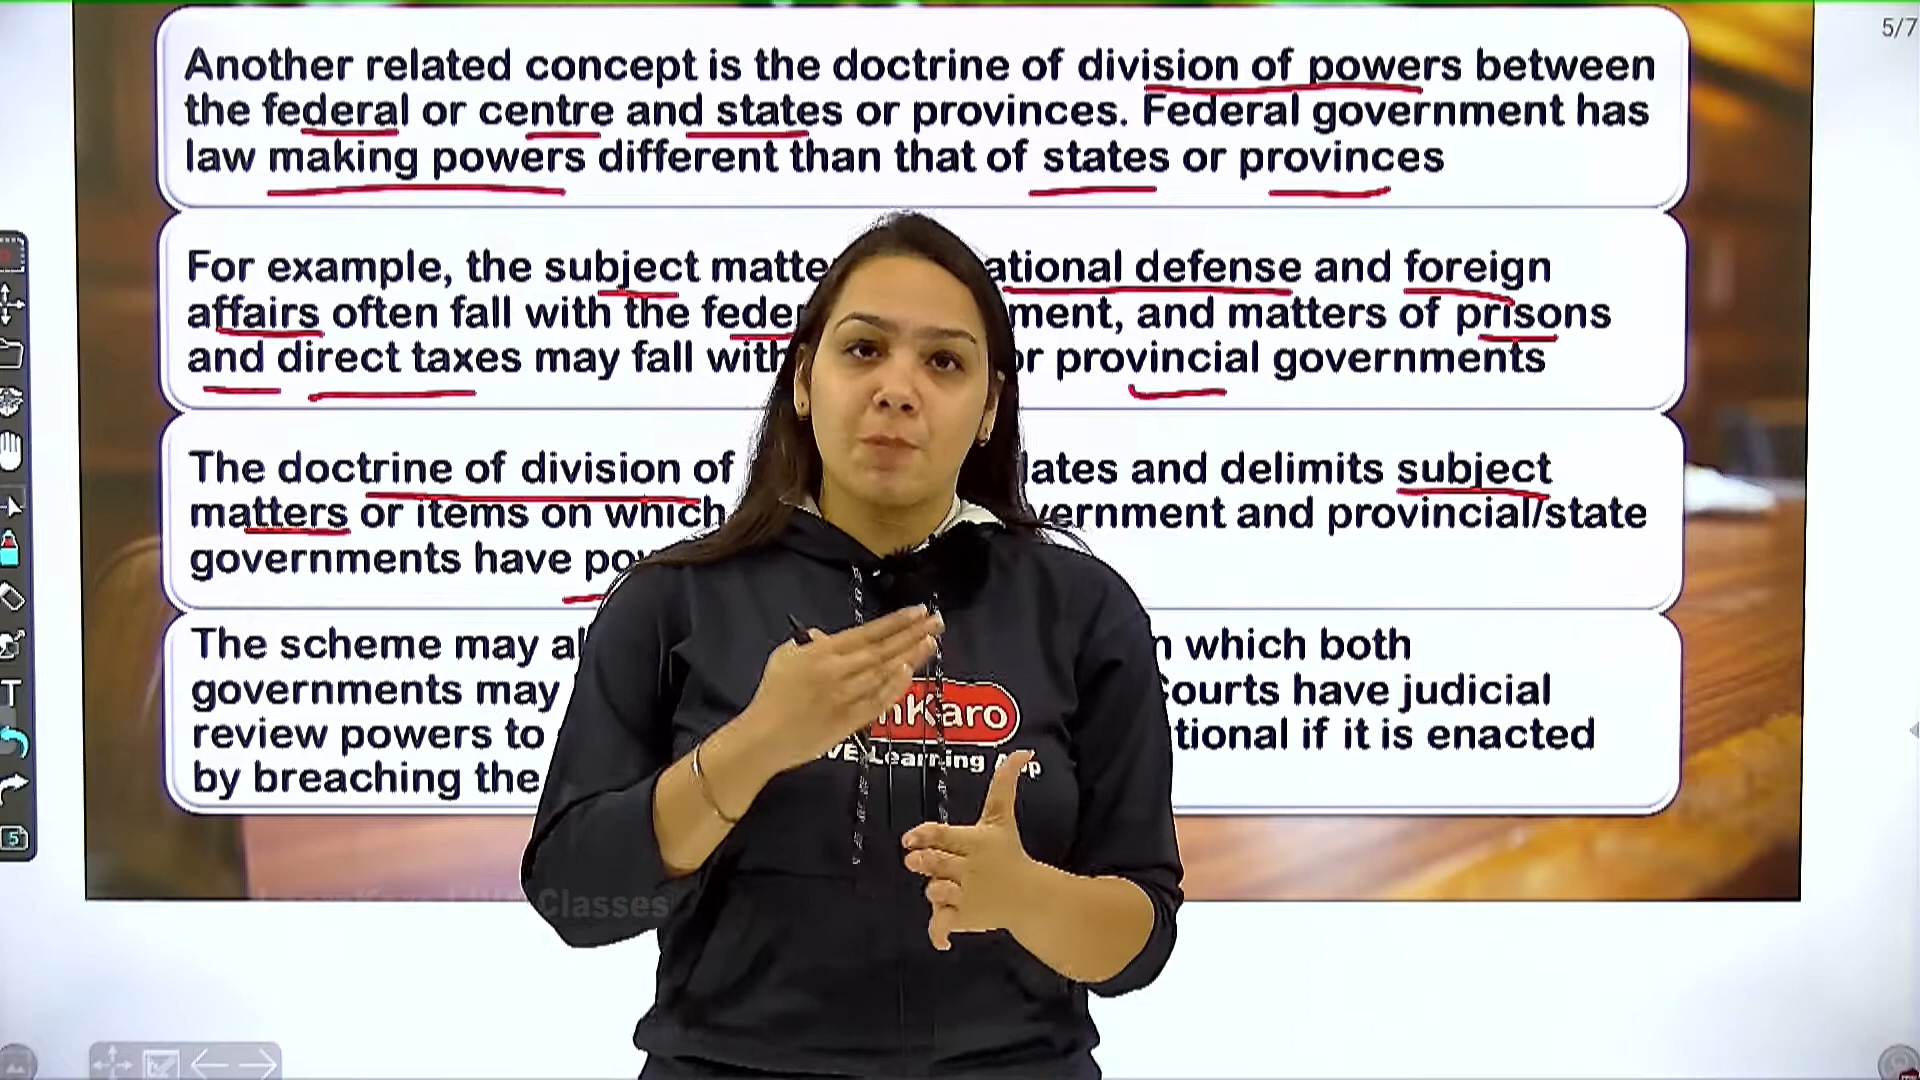 5/7
Another related concept is the doctrine of division of powers between
the federal or centre and states or provinces. Federal government has
law making powers different than that of states or provinces
For example, the subject matte ational defense and foreign
affairs often fall with the feder ment, and matters of prisons
and direct taxes may fall with or provincial governments
The doctrine of division of lates and delimits subject
matters or items on which vernment and provincial/state
governments have pow
The scheme may al n which both
governments may Courts have judicial
review powers to tional if it is enacted
by breaching the
nKaro
VE Learning App
Classes
T
5